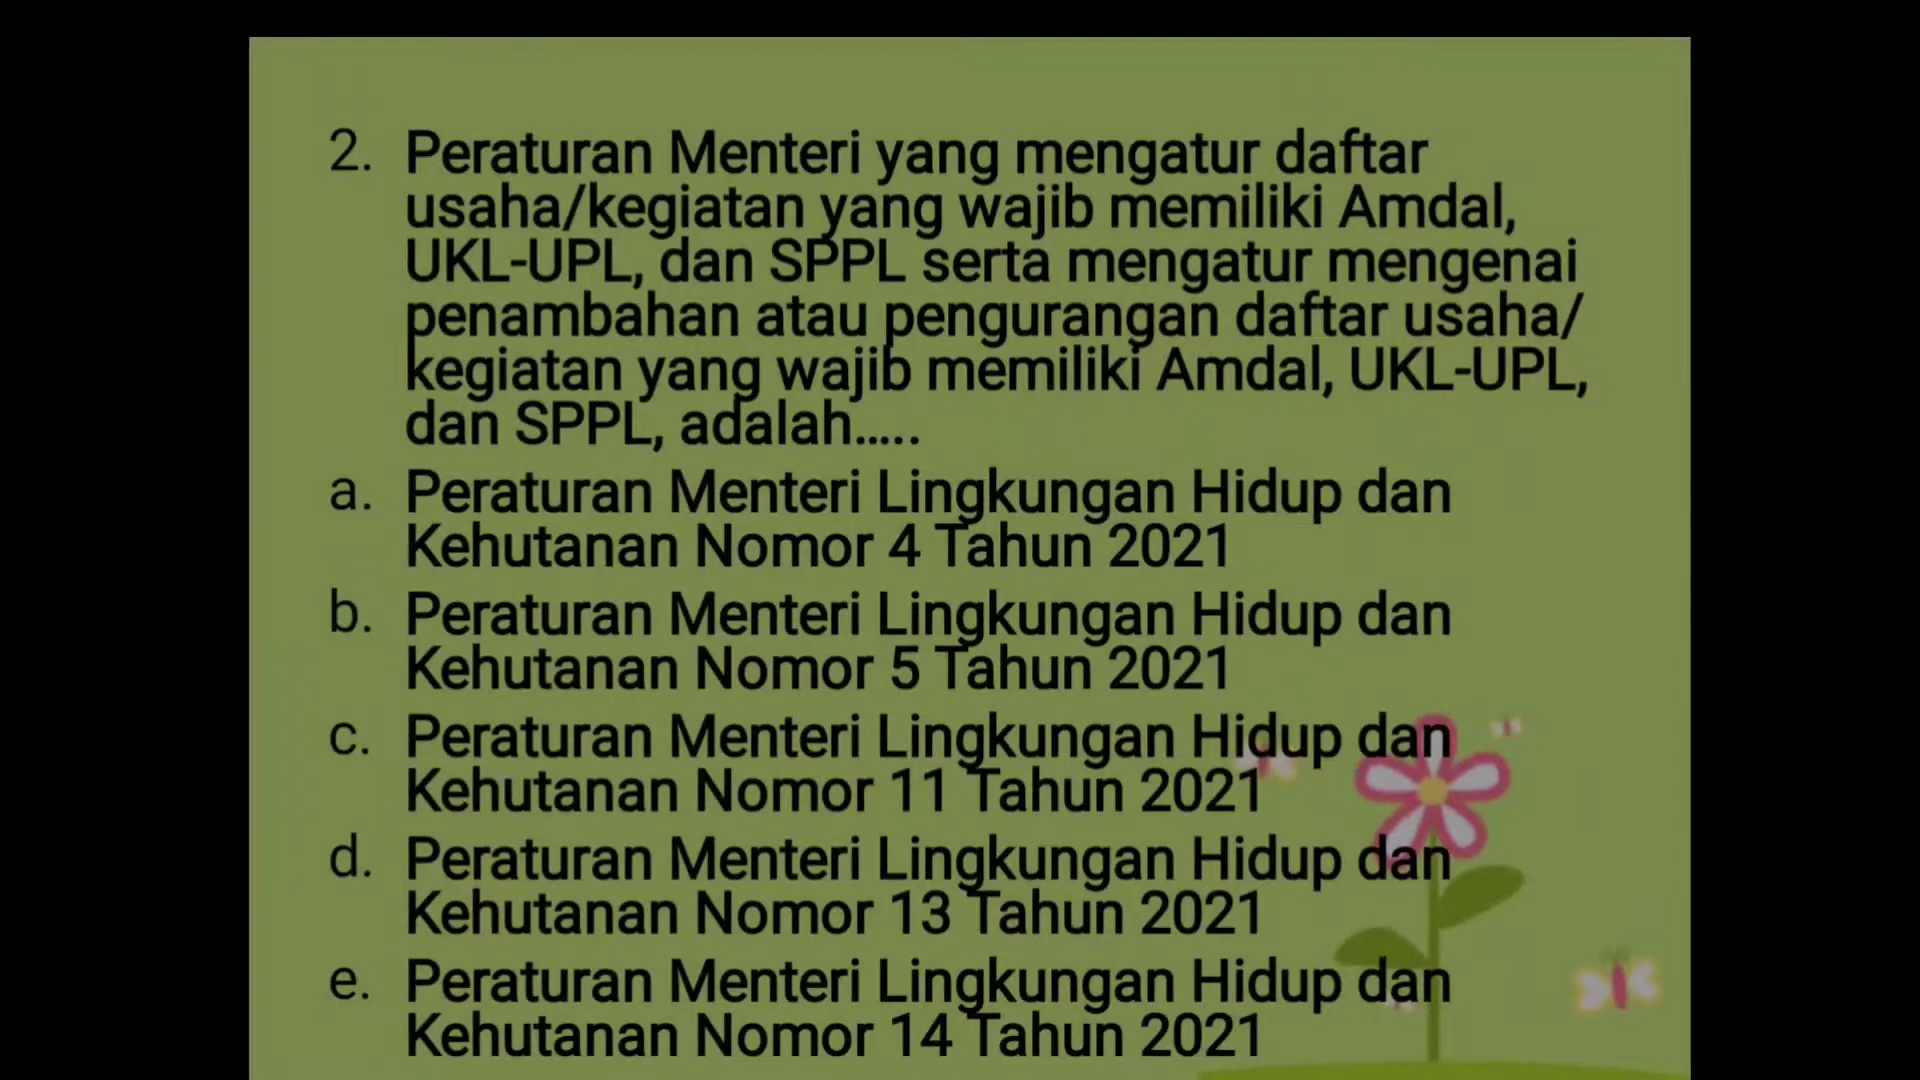 2. Peraturan Menteri yang mengatur daftar
usaha/kegiatan yang wajib memiliki Amdal,
UKL-UPL, dan SPPL serta mengatur mengenai
penambahan atau pengurangan daftar usaha/
kegiatan yang wajib memiliki Amdal, UKL-UPL,
dan SPPL, adalah.....
a. Peraturan Menteri Lingkungan Hidup dan
Kehutanan Nomor 4 Tahun 2021
b. Peraturan Menteri Lingkungan Hidup dan
Kehutanan Nomor 5 Tahun 2021
c. Peraturan Menteri Lingkungan Hidup dan
Kehutanan Nomor 11 Tahun 2021
d. Peraturan Menteri Lingkungan Hidup dan
Kehutanan Nomor 13 Tahun 2021
e. Peraturan Menteri Lingkungan Hidup dan
Kehutanan Nomor 14 Tahun 2021